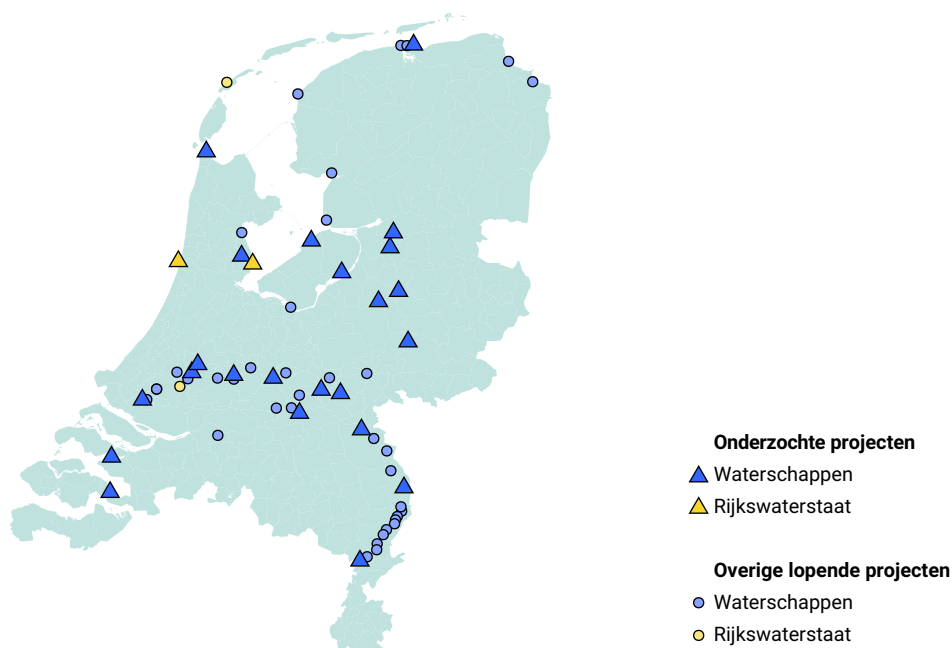 Onderzochte projecten
Waterschappen
Rijkswaterstaat
Overige lopende projecten
Waterschappen
Rijkswaterstaat